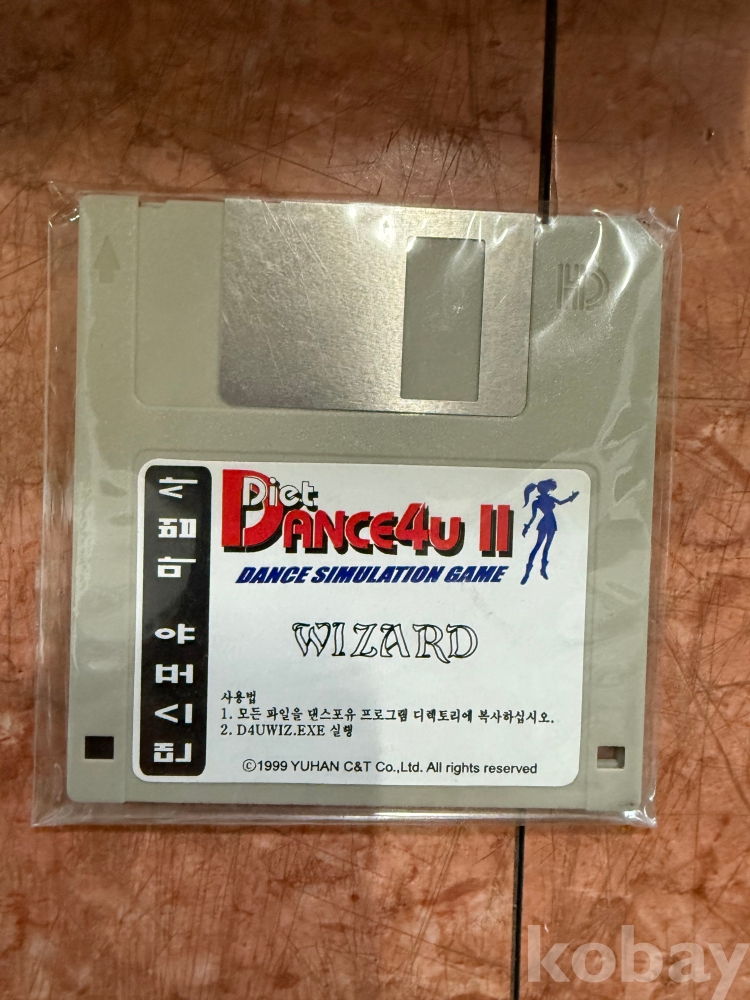 HD
Diet
DANCE4U II
DANCE SIMULATION GAME
WIZARD
사용법
1. 모든 파일을 댄스포유 프로그램 디렉토리에 복사하십시오.
2. D4UWIZ.EXE 실행
©1999 YUHAN C&T Co.,Ltd. All rights reserved
kobay